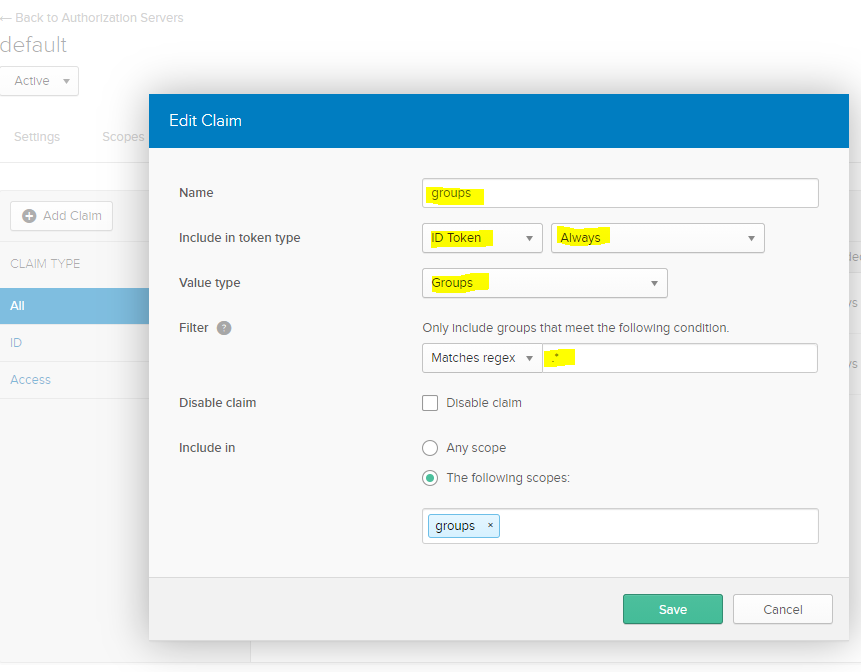 ← Back to Authorization Servers
default
Active
Settings Scopes
Edit Claim
Add Claim
CLAIM TYPE
All
ID
Access
Name groups
Include in token type ID Token Always
Value type Groups
Filter ? Only include groups that meet the following condition.
Matches regex .*
Disable claim Disable claim
Include in Any scope
The following scopes:
groups ×
Save Cancel